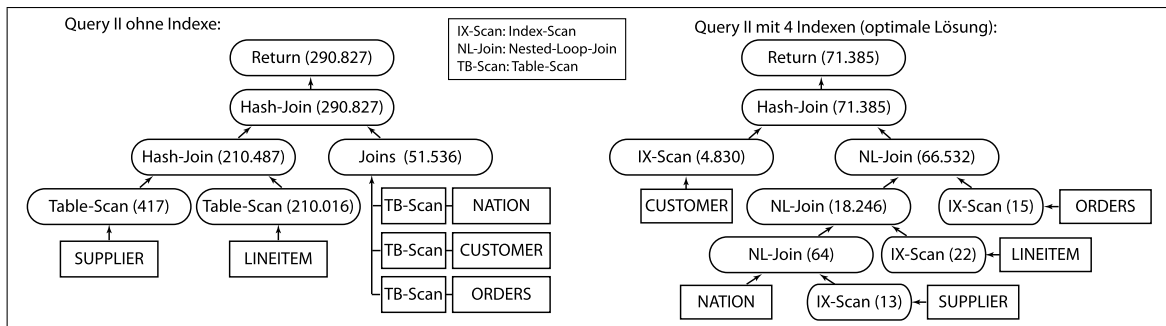 Query II ohne Indexe:
IX-Scan: Index-Scan
NL-Join: Nested-Loop-Join
TB-Scan: Table-Scan
Query II mit 4 Indexen (optimale Lösung):
Return (290.827)
Hash-Join (290.827)
Hash-Join (210.487)
Joins (51.536)
Table-Scan (417)
Table-Scan (210.016)
TB-Scan
NATION
SUPPLIER
LINEITEM
TB-Scan
CUSTOMER
TB-Scan
ORDERS
Return (71.385)
Hash-Join (71.385)
IX-Scan (4.830)
NL-Join (66.532)
CUSTOMER
NL-Join (18.246)
IX-Scan (15)
ORDERS
NL-Join (64)
IX-Scan (22)
LINEITEM
NATION
IX-Scan (13)
SUPPLIER